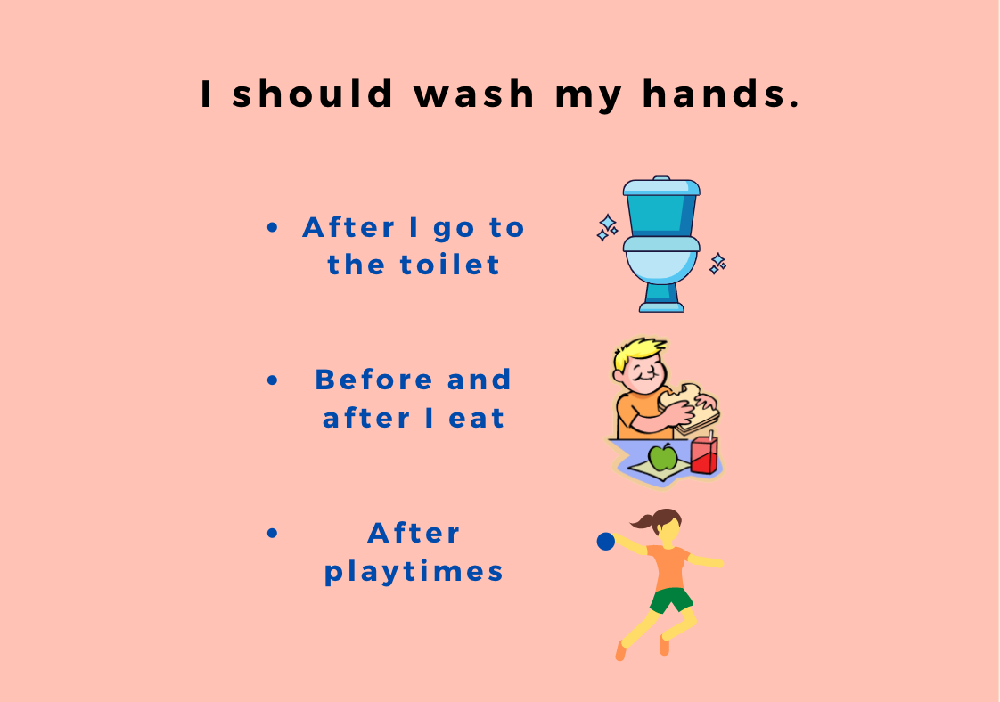 I should wash my hands.
• After I go to
the toilet
• Before and
after I eat
• After
playtimes